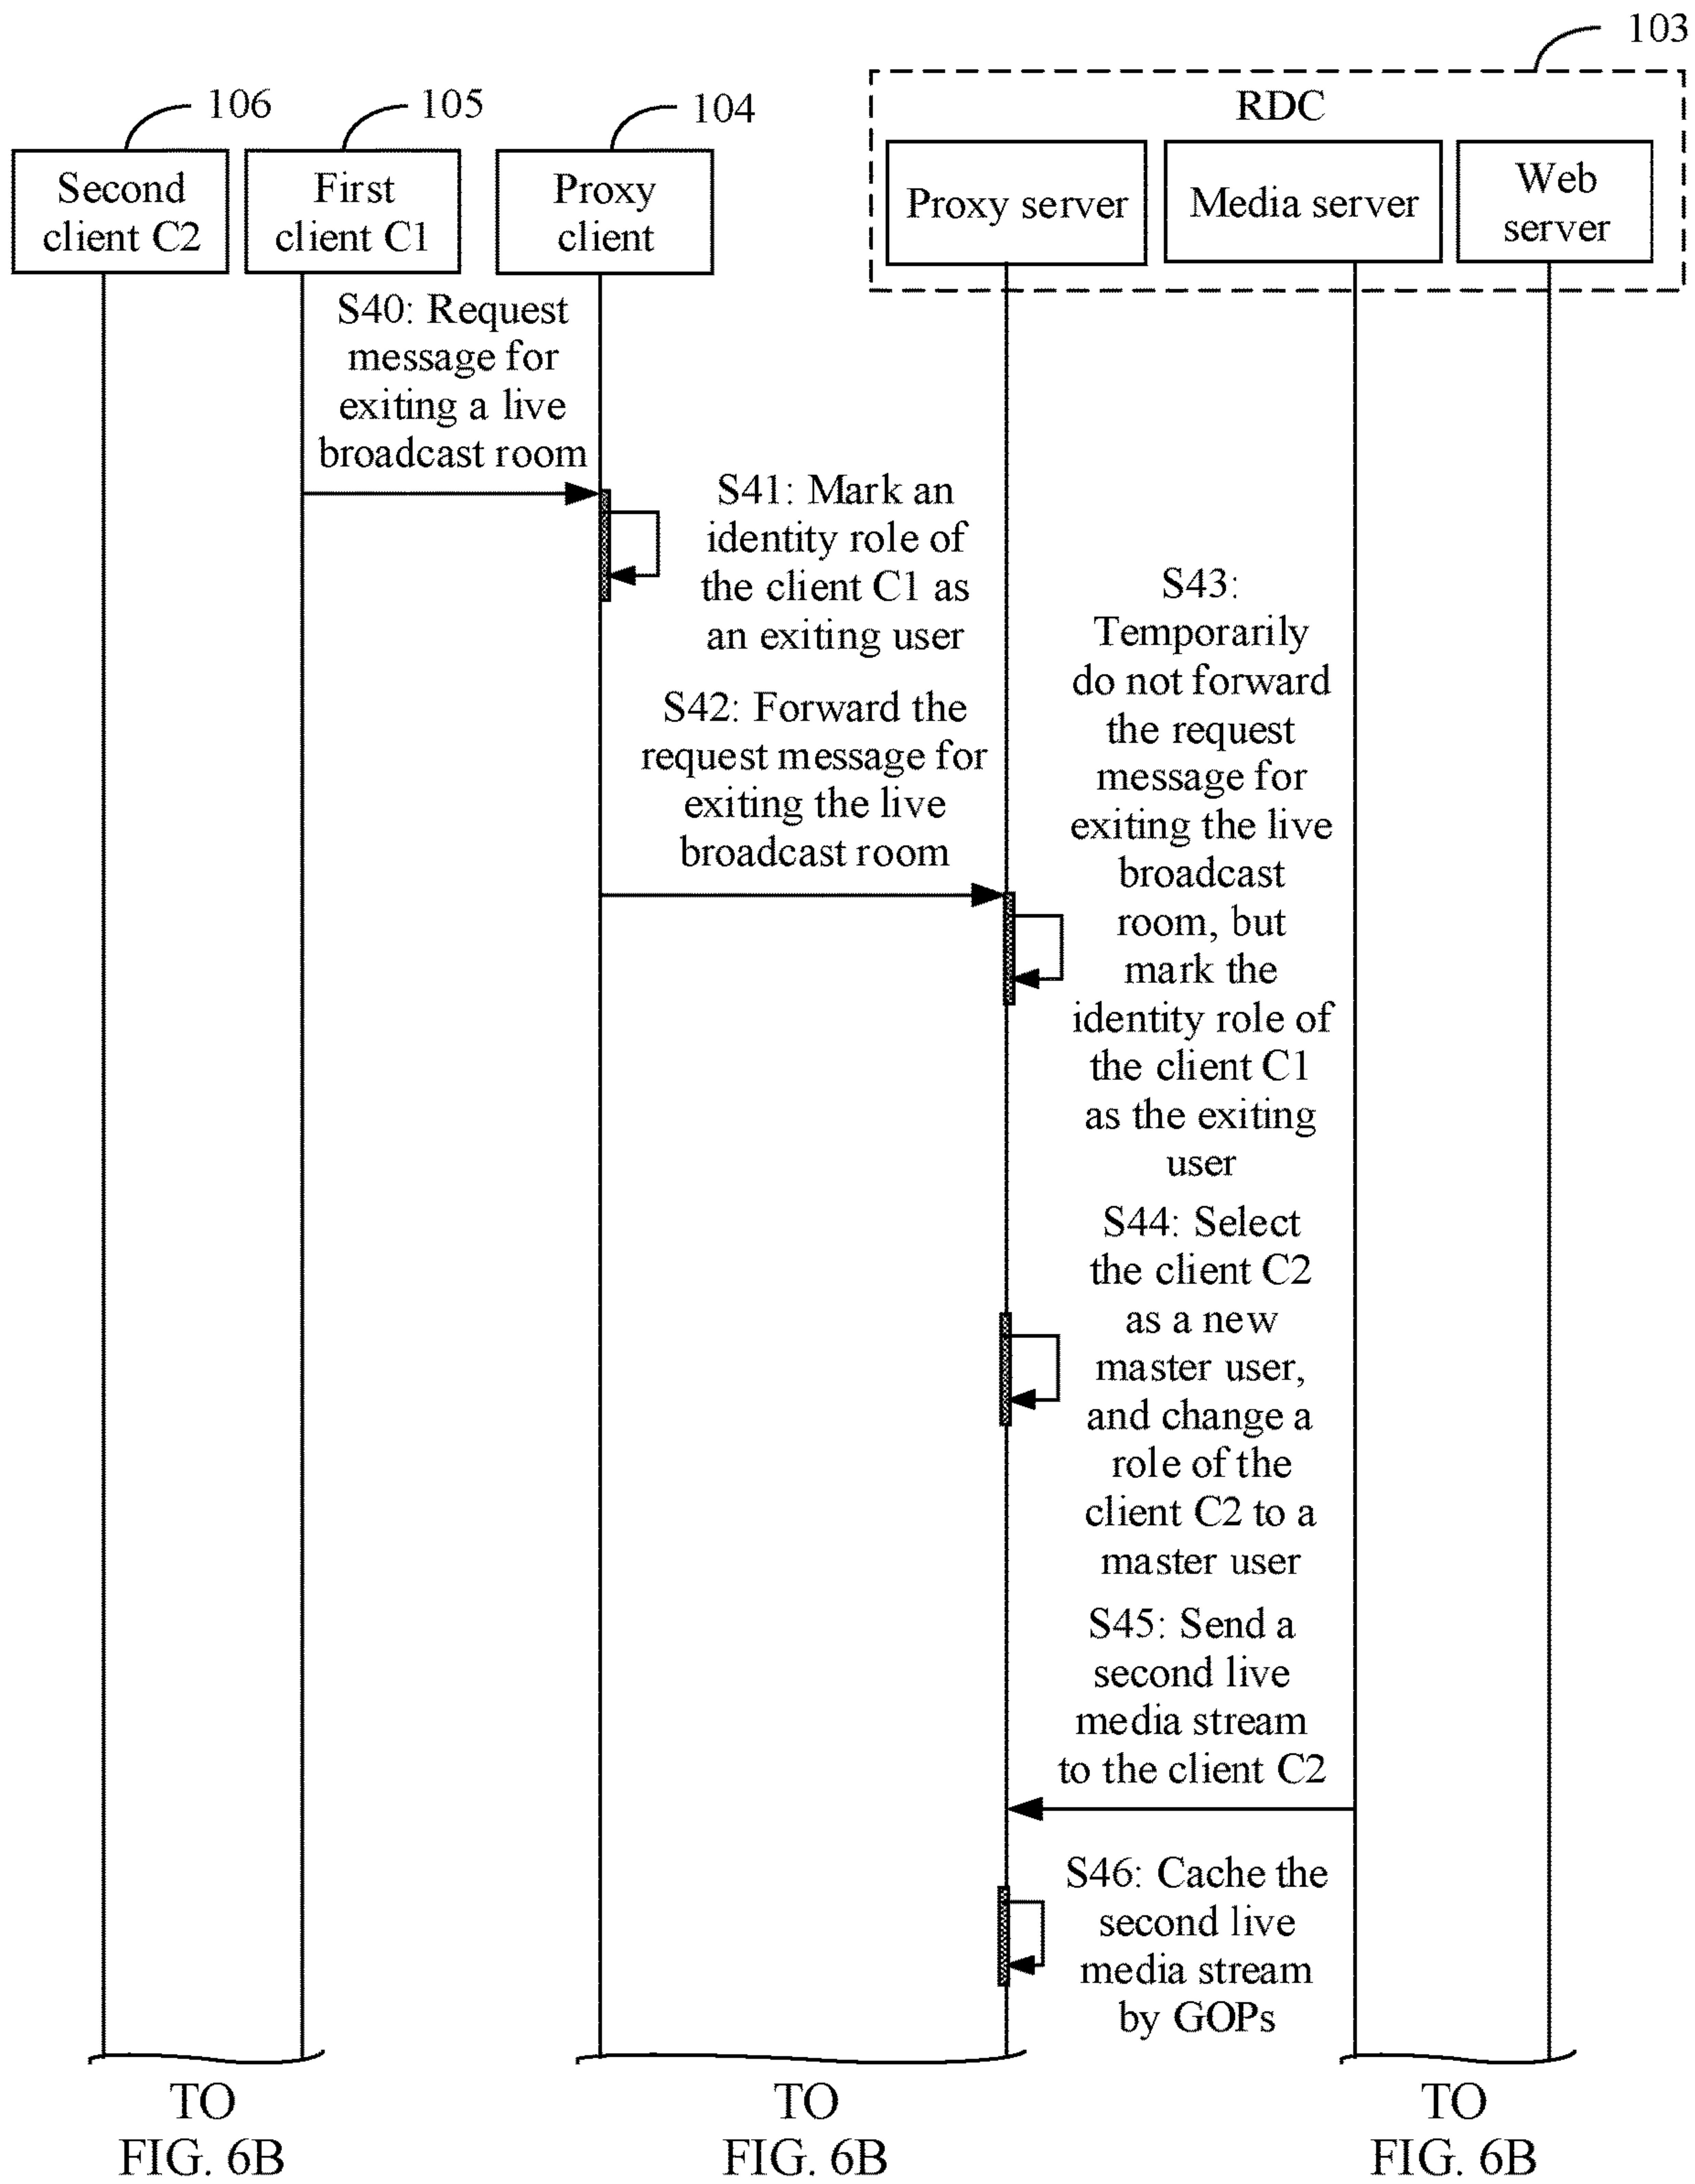 103
RDC
106
105
104
Second
client C2
First
client C1
Proxy
client
Proxy server
Media server
Web
server
S40: Request
message for
exiting a live
broadcast room
S41: Mark an
identity role of
the client C1 as
an exiting user
S42: Forward the
request message for
exiting the live
broadcast room
S43:
Temporarily
do not forward
the request
message for
exiting the live
broadcast
room, but
mark the
identity role of
the client C1
as the exiting
user
S44: Select
the client C2
as a new
master user,
and change a
role of the
client C2 to a
master user
S45: Send a
second live
media stream
to the client C2
S46: Cache the
second live
media stream
by GOPs
TO
FIG. 6B
TO
FIG. 6B
TO
FIG. 6B